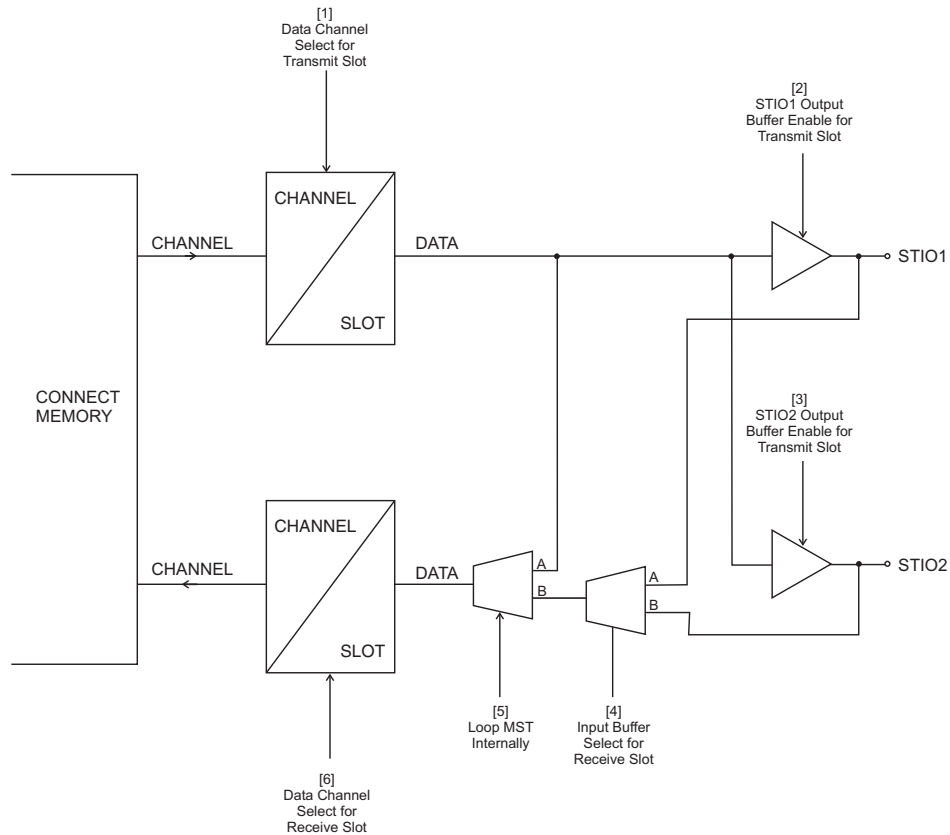 [1]
Data Channel
Select for
Transmit Slot
[2]
STIO1 Output
Buffer Enable for
Transmit Slot
CHANNEL
CHANNEL
SLOT
DATA
STIO1
CONNECT
MEMORY
[3]
STIO2 Output
Buffer Enable for
Transmit Slot
CHANNEL
CHANNEL
SLOT
DATA
A
B
A
B
STIO2
[5]
Loop MST
Internally
[4]
Input Buffer
Select for
Receive Slot
[6]
Data Channel
Select for
Receive Slot